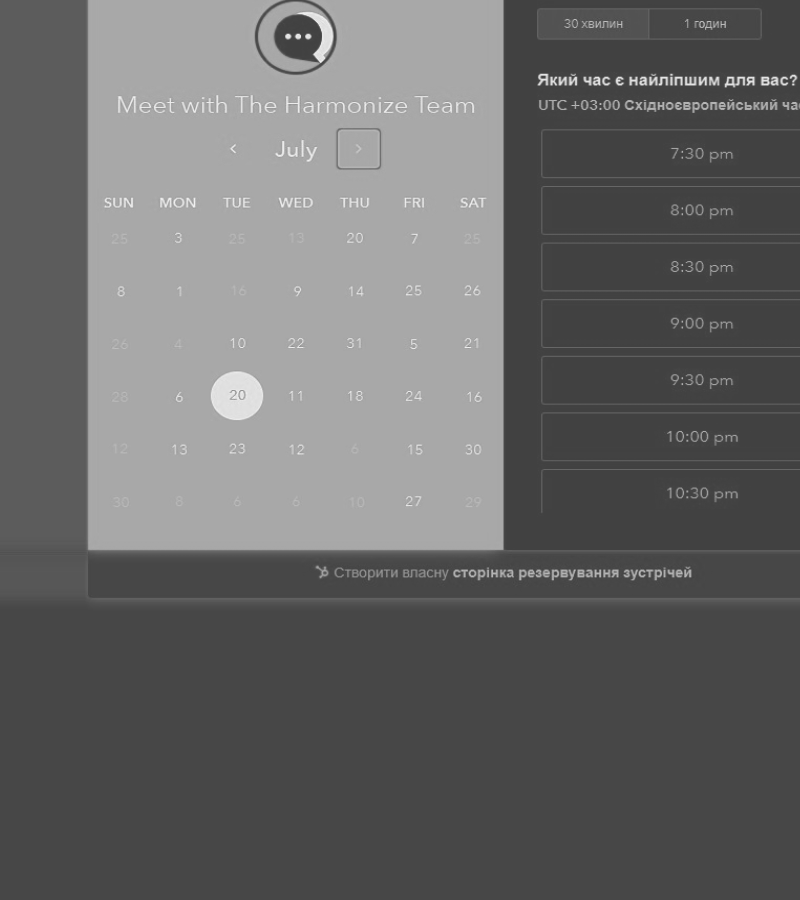 30 хвилин 1 годин
Який час є найліпшим для вас?
Meet with The Harmonize Team
UTC +03:00 Східноєвропейський
July
7:30 pm
SUN MON TUE WED THU FRI SAT
8:00 pm
25 3 25 13 20 7 25
8:30 pm
8 1 16 9 14 25 26
9:00 pm
26 4 10 22 31 5 21
9:30 pm
28 6 20 11 18 24 16
10:00 pm
12 13 23 12 6 15 30
10:30 pm
30 8 6 6 10 27 29
Створити власну сторінка резервування зустрічей